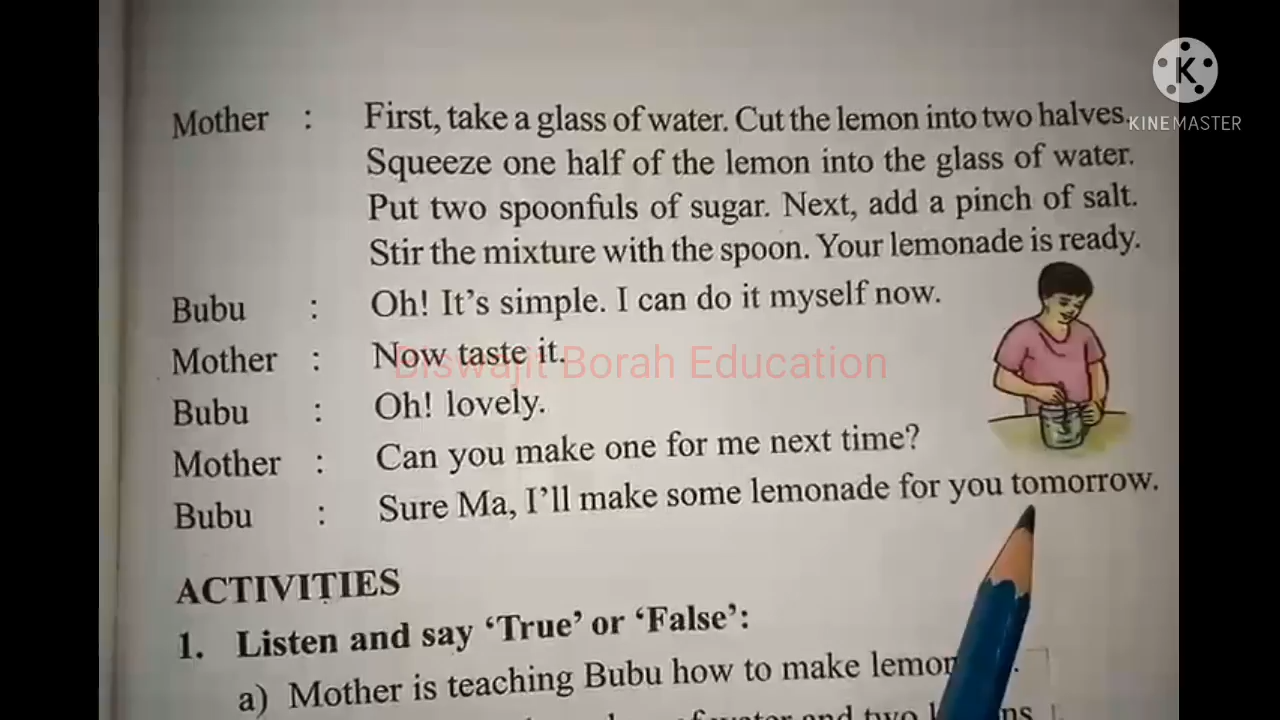 Mother : First, take a glass of water. Cut the lemon into two halves.
Squeeze one half of the lemon into the glass of water.
Put two spoonfuls of sugar. Next, add a pinch of salt.
Stir the mixture with the spoon. Your lemonade is ready.
Bubu : Oh! It's simple. I can do it myself now.
Mother : Now taste it.
Bubu : Oh! lovely.
Mother : Can you make one for me next time?
Bubu : Sure Ma, I'll make some lemonade for you tomorrow.
ACTIVITIES
1. Listen and say 'True' or 'False':
a) Mother is teaching Bubu how to make
of water and two
K
KINEMASTER
Biswajit Borah Education